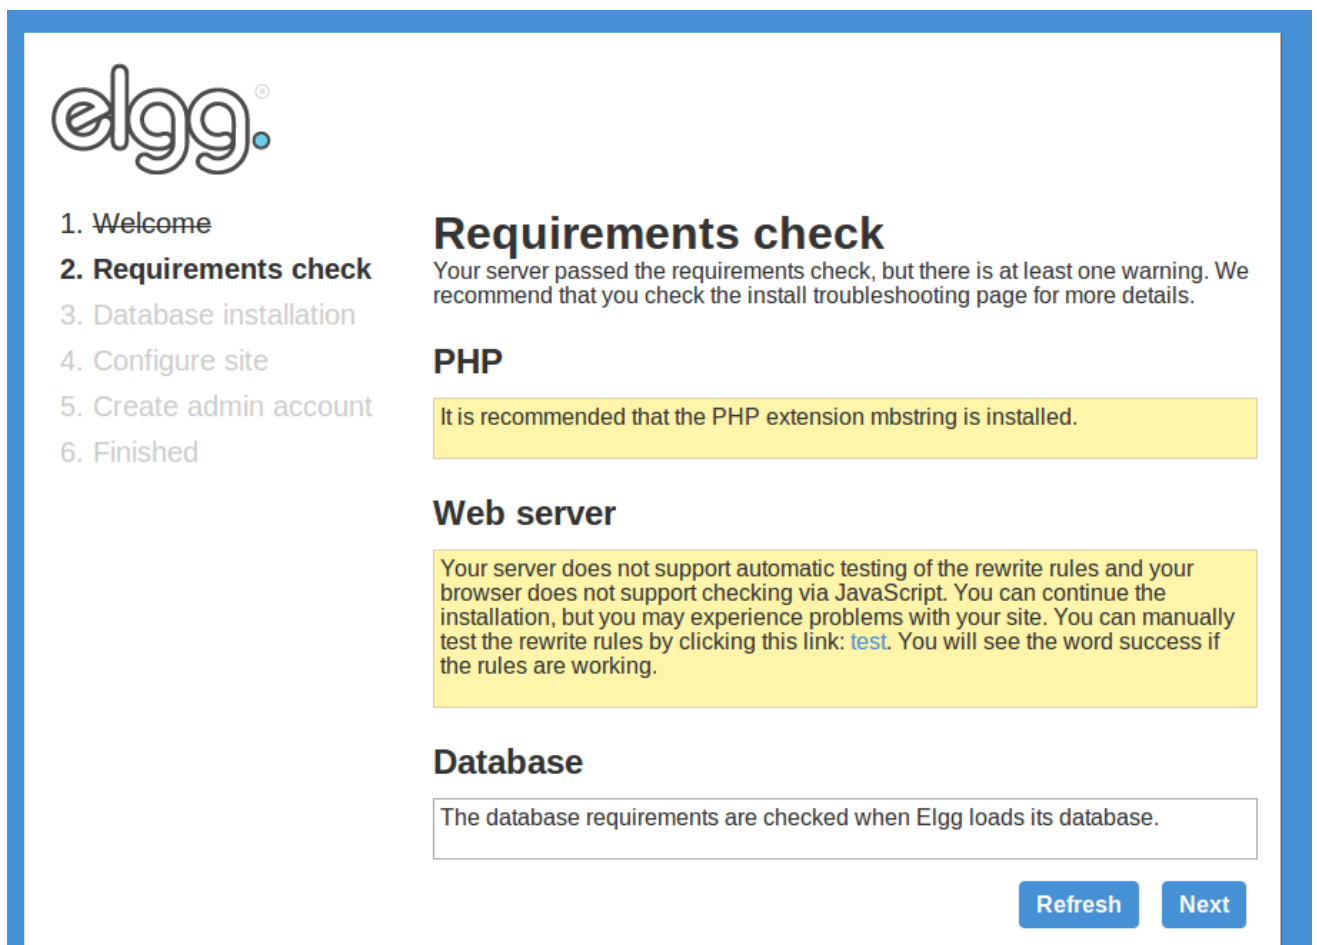 elgg.®
1. Welcome
2. Requirements check
3. Database installation
4. Configure site
5. Create admin account
6. Finished
Requirements check
Your server passed the requirements check, but there is at least one warning. We
recommend that you check the install troubleshooting page for more details.
PHP
It is recommended that the PHP extension mbstring is installed.
Web server
Your server does not support automatic testing of the rewrite rules and your
browser does not support checking via JavaScript. You can continue the
installation, but you may experience problems with your site. You can manually
test the rewrite rules by clicking this link: test. You will see the word success if
the rules are working.
Database
The database requirements are checked when Elgg loads its database.
Refresh Next